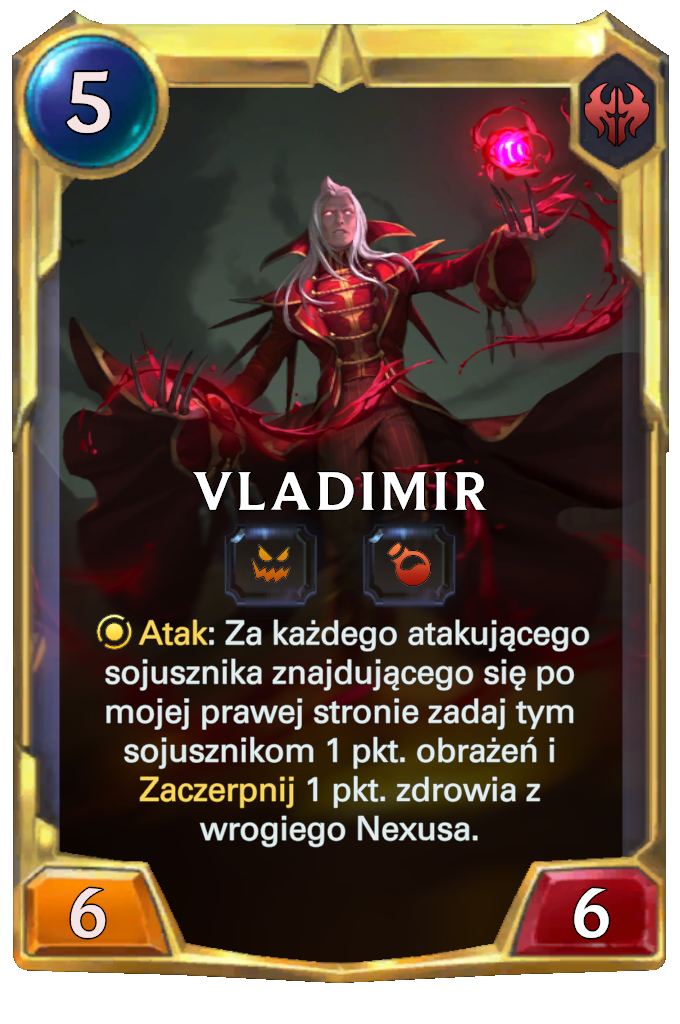 5
VLADIMIR
Atak: Za każdego atakującego
sojusznika znajdującego się po
mojej prawej stronie zadaj tym
sojusznikom 1 pkt. obrażeń i
Zaczerpnij 1 pkt. zdrowia z
wrogiego Nexusa.
6
6